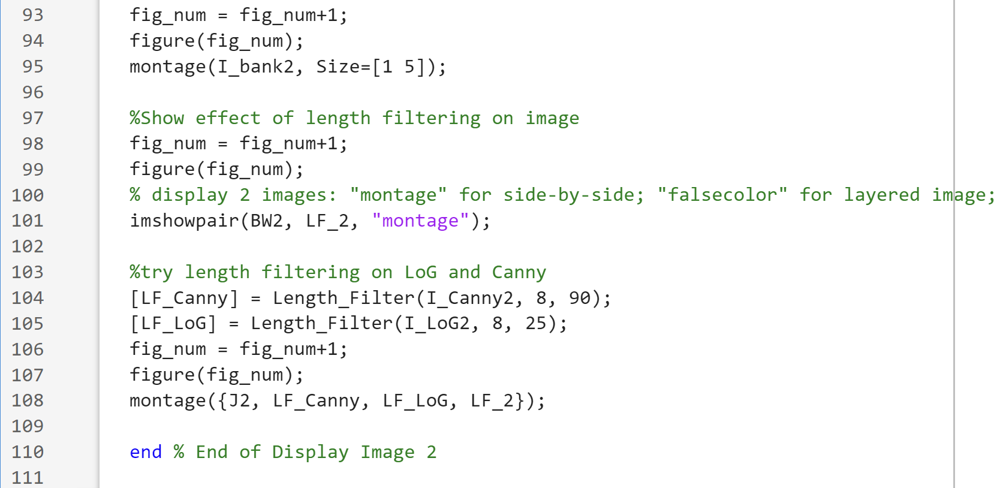 93 fig_num = fig_num+1;
94 figure(fig_num);
95 montage(I_bank2, Size=[1 5]);
96
97 %Show effect of length filtering on image
98 fig_num = fig_num+1;
99 figure(fig_num);
100 % display 2 images: "montage" for side-by-side; "falsecolor" for layered image;
101 imshowpair(BW2, LF_2, "montage");
102
103 %try length filtering on LoG and Canny
104 [LF_Canny] = Length_Filter(I_Canny2, 8, 90);
105 [LF_LoG] = Length_Filter(I_LoG2, 8, 25);
106 fig_num = fig_num+1;
107 figure(fig_num);
108 montage({J2, LF_Canny, LF_LoG, LF_2});
109
110 end % End of Display Image 2
111